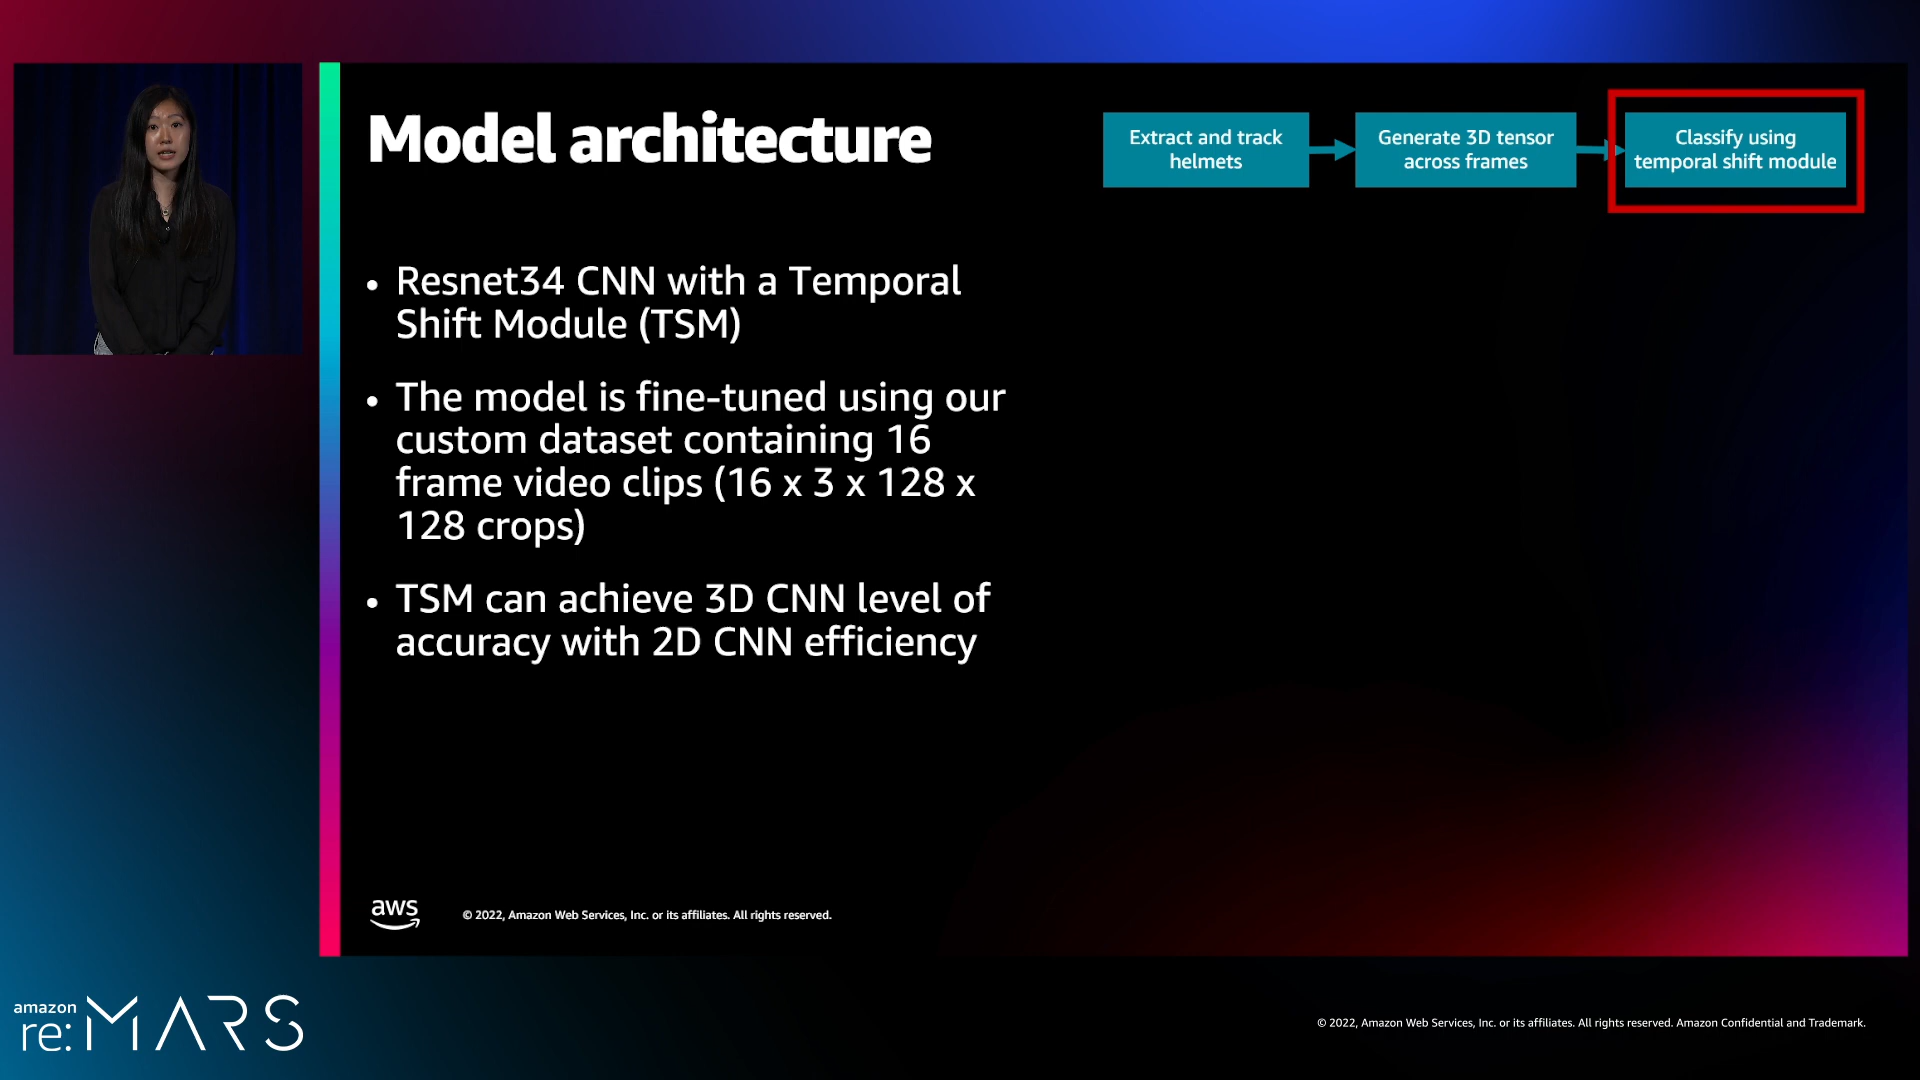 Model architecture
Extract and track
helmets
Generate 3D tensor
across frames
Classify using
temporal shift module
• Resnet34 CNN with a Temporal
Shift Module (TSM)
• The model is fine-tuned using our
custom dataset containing 16
frame video clips (16 x 3 x 128 x
128 crops)
• TSM can achieve 3D CNN level of
accuracy with 2D CNN efficiency
aws
© 2022, Amazon Web Services, Inc. or its affiliates. All rights reserved.
amazon
re:MARS
© 2022, Amazon Web Services, Inc. or its affiliates. All rights reserved. Amazon Confidential and Trademark.